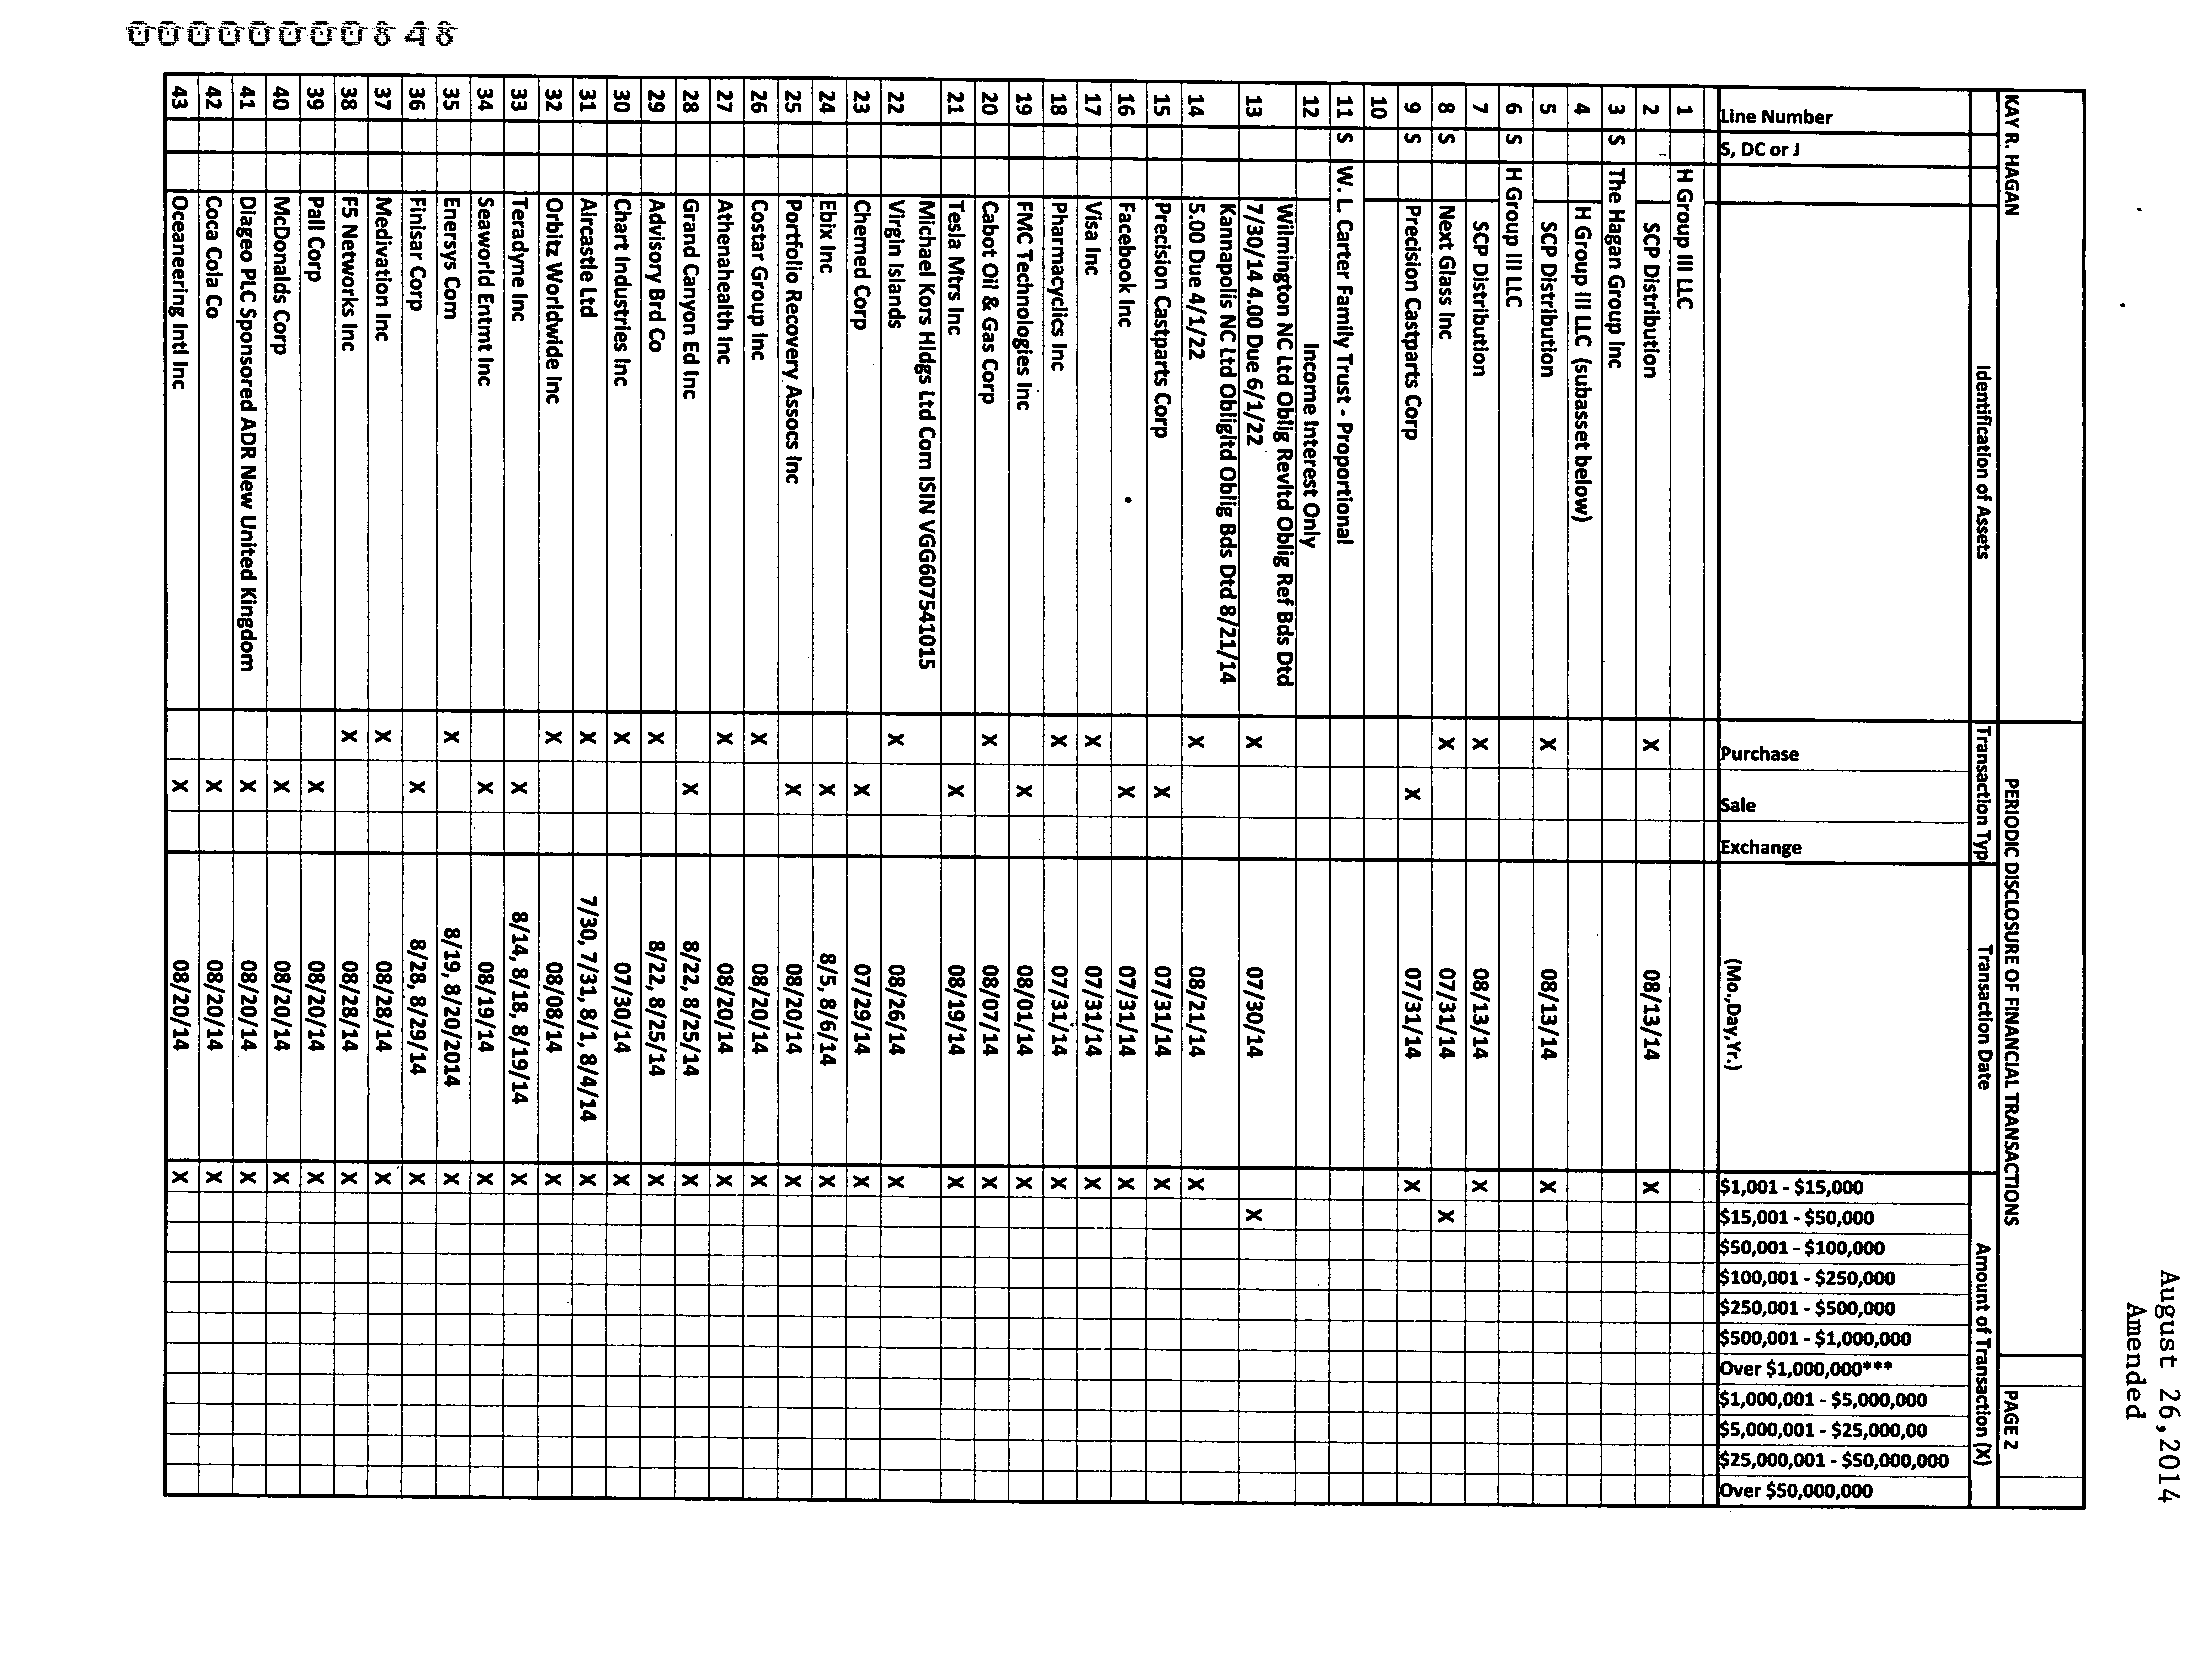 August 26,2014
Amended
KAY R. HAGAN PERIODIC DISCLOSURE OF FINANCIAL TRANSACTIONS PAGE 2
Identification of Assets Transaction Typ Transaction Date Amount of Transaction (X)
Line Number S, DC or J Purchase Sale Exchange (Mo.,Day,Yr.) $1,001 - $15,000 $15,001 - $50,000 $50,001 - $100,000 $100,001 - $250,000 $250,001 - $500,000 $500,001 - $1,000,000 Over $1,000,000*** $1,000,001 - $5,000,000 $5,000,001 - $25,000,00 $25,000,001 - $50,000,000 Over $50,000,000
1 H Group III LLC
2 SCP Distribution X 08/13/14 X
3 S The Hagan Group Inc
4 H Group III LLC (subasset below)
5 SCP Distribution X 08/13/14 X
6 S H Group III LLC
7 SCP Distribution X 08/13/14 X
8 S Next Glass Inc X 07/31/14 X
9 S Precision Castparts Corp X 07/31/14 X
10
11 S W. L. Carter Family Trust - Proportional
12 Income Interest Only
Wilmington NC Ltd Oblig Revltd Oblig Ref Bds Dtd
13 7/30/14 4.00 Due 6/1/22 X 07/30/14 X
Kannapolis NC Ltd Obligltd Oblig Bds Dtd 8/21/14
14 5.00 Due 4/1/22 X 08/21/14 X
15 Precision Castparts Corp X 07/31/14 X
16 Facebook Inc X 07/31/14 X
17 Visa Inc X 07/31/14 X
18 Pharmacyclics Inc X 07/31/14 X
19 FMC Technologies Inc X 08/01/14 X
20 Cabot Oil & Gas Corp X 08/07/14 X
21 Tesla Mtrs Inc X 08/19/14 X
Michael Kors Hldgs Ltd Com ISIN VGG607541015
22 Virgin Islands X 08/26/14 X
23 Chemed Corp X 07/29/14 X
24 Ebix Inc X 8/5, 8/6/14 X
25 Portfolio Recovery Assocs Inc X 08/20/14 X
26 Costar Group Inc X 08/20/14 X
27 Athenahealth Inc X 08/20/14 X
28 Grand Canyon Ed Inc X 8/22, 8/25/14 X
29 Advisory Brd Co X 8/22, 8/25/14 X
30 Chart Industries Inc X 07/30/14 X
31 Aircastle Ltd X 7/30, 7/31, 8/1, 8/4/14 X
32 Orbitz Worldwide Inc X 08/08/14 X
33 Teradyne Inc X 8/14, 8/18, 8/19/14 X
34 Seaworld Entmt Inc X 08/19/14 X
35 Enersys Com X 8/19, 8/20/2014 X
36 Finisar Corp X 8/28, 8/29/14 X
37 Medivation Inc X 08/28/14 X
38 F5 Networks Inc X 08/28/14 X
39 Pall Corp X 08/20/14 X
40 McDonalds Corp X 08/20/14 X
41 Diageo PLC Sponsored ADR New United Kingdom X 08/20/14 X
42 Coca Cola Co X 08/20/14 X
43 Oceaneering Intl Inc X 08/20/14 X
00000000848